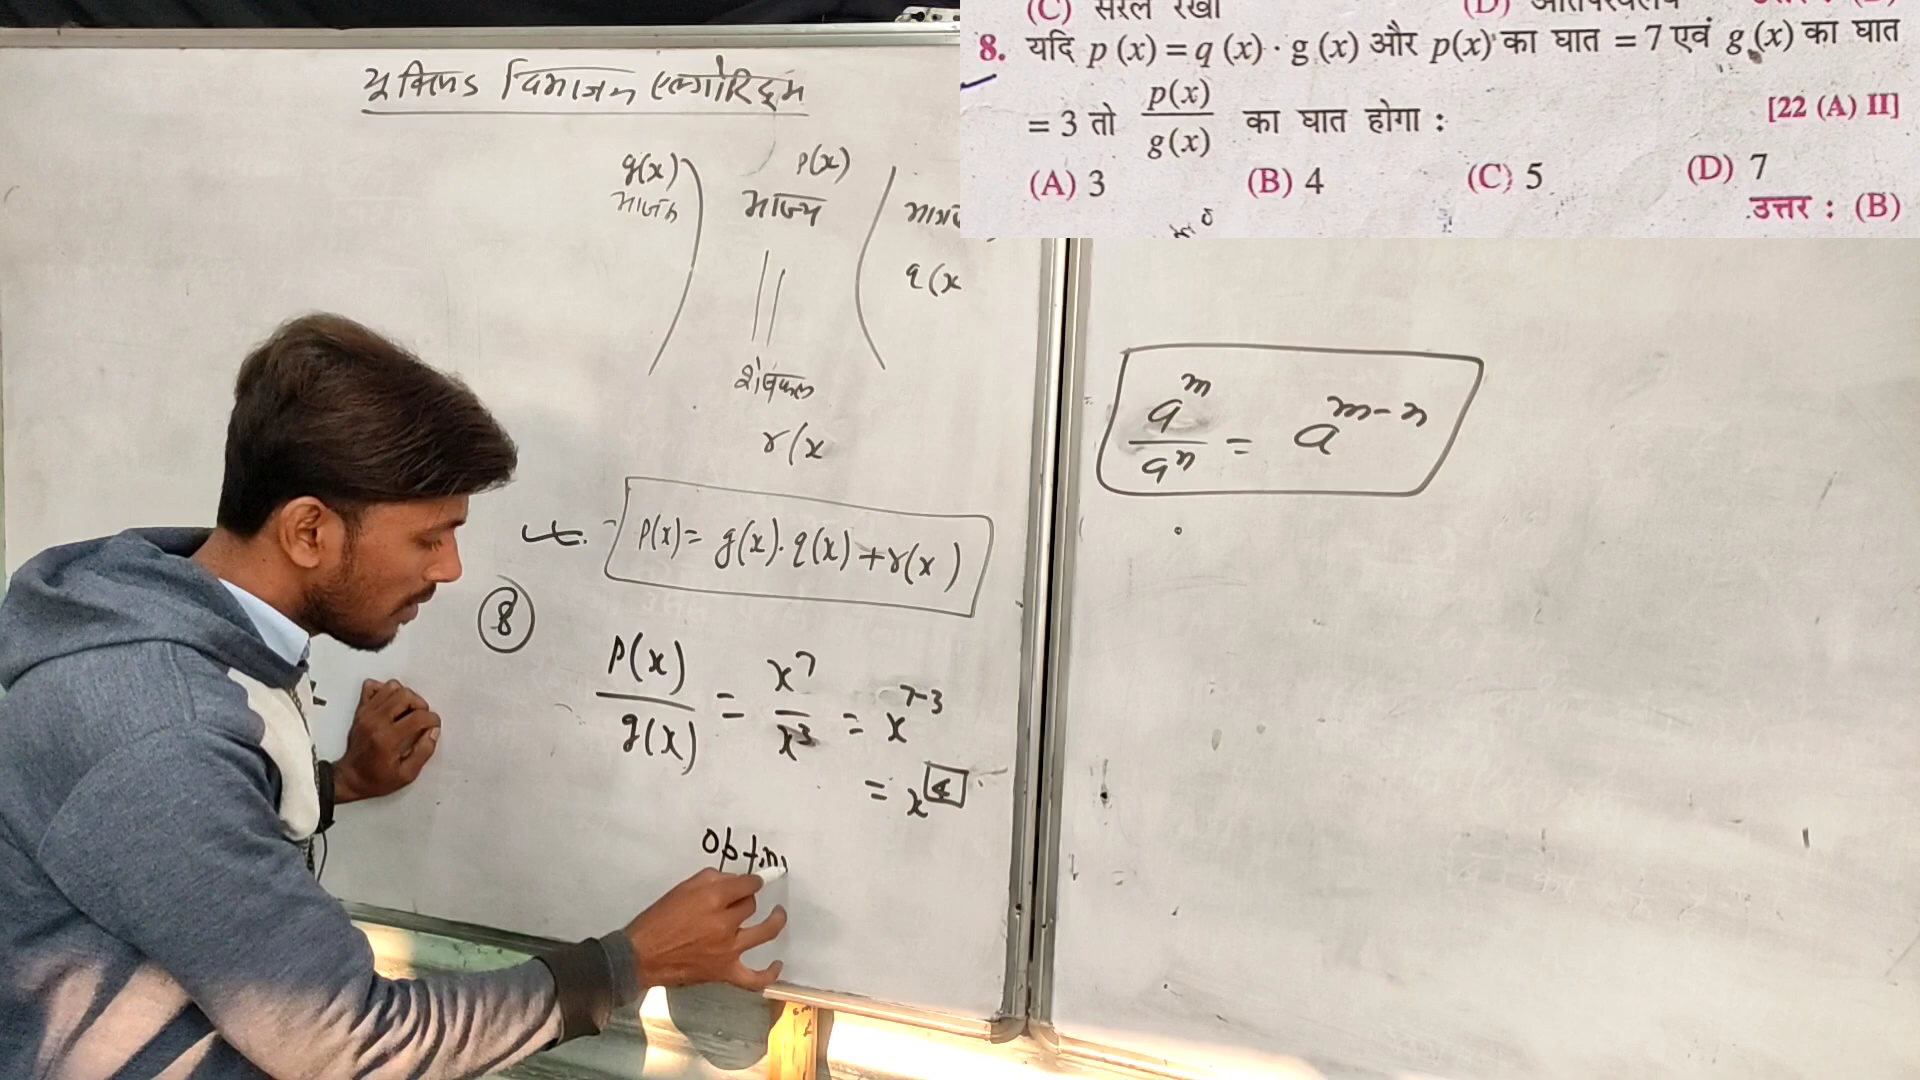 यूक्लिड विभाजन एल्गोरिद्म
g(x) p(x)
भाजक भाज्य
q(x
शेषफल
r(x
p(x) = g(x). q(x) + r(x)
8
p(x)/g(x) = x^7/x^3 = x^7-3
= x^4
Option
(C) सरल रेखा (D)
8. यदि p (x) = q (x) · g (x) और p(x) का घात = 7 एवं g (x) का घात
= 3 तो p(x)/g(x) का घात होगा : [22 (A) II]
(A) 3 (B) 4 (C) 5 (D) 7
उत्तर : (B)
a^m/a^n = a^m-n